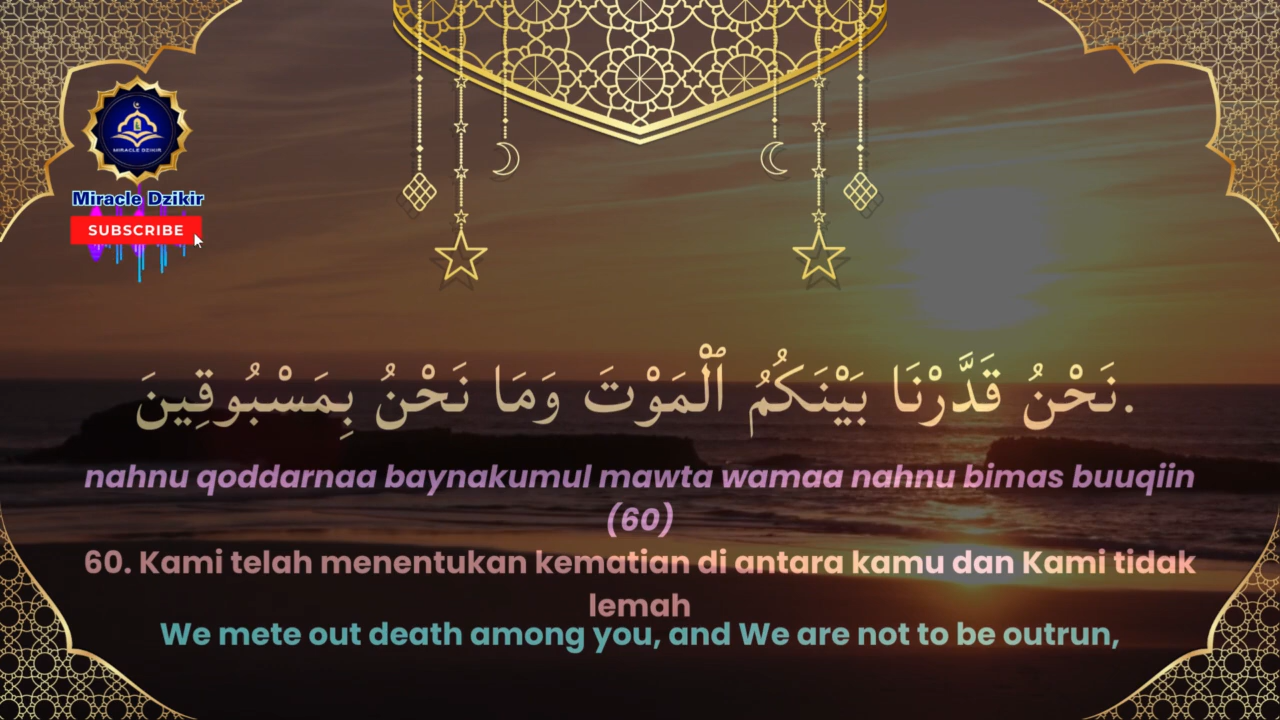 MIRACLE DZIKIR
Miracle Dzikir
SUBSCRIBE
نَحْنُ قَدَّرْنَا بَيْنَكُمُ ٱلْمَوْتَ وَمَا نَحْنُ بِمَسْبُوقِينَ.
nahnu qoddarnaa baynakumul mawta wamaa nahnu bimas buuqiin
(60)
60. Kami telah menentukan kematian di antara kamu dan Kami tidak
lemah
We mete out death among you, and We are not to be outrun,